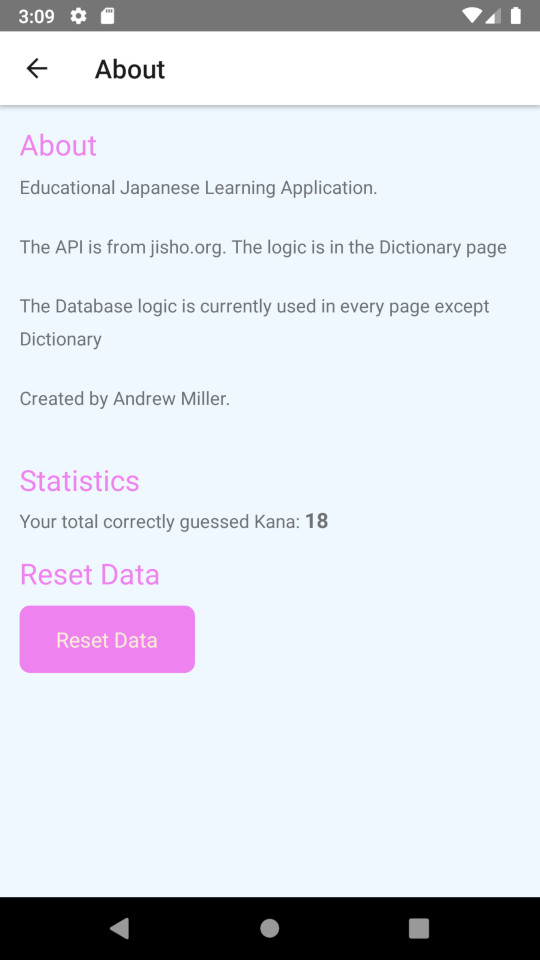 3:09
About
About
Educational Japanese Learning Application.
The API is from jisho.org. The logic is in the Dictionary page
The Database logic is currently used in every page except
Dictionary
Created by Andrew Miller.
Statistics
Your total correctly guessed Kana: 18
Reset Data
Reset Data